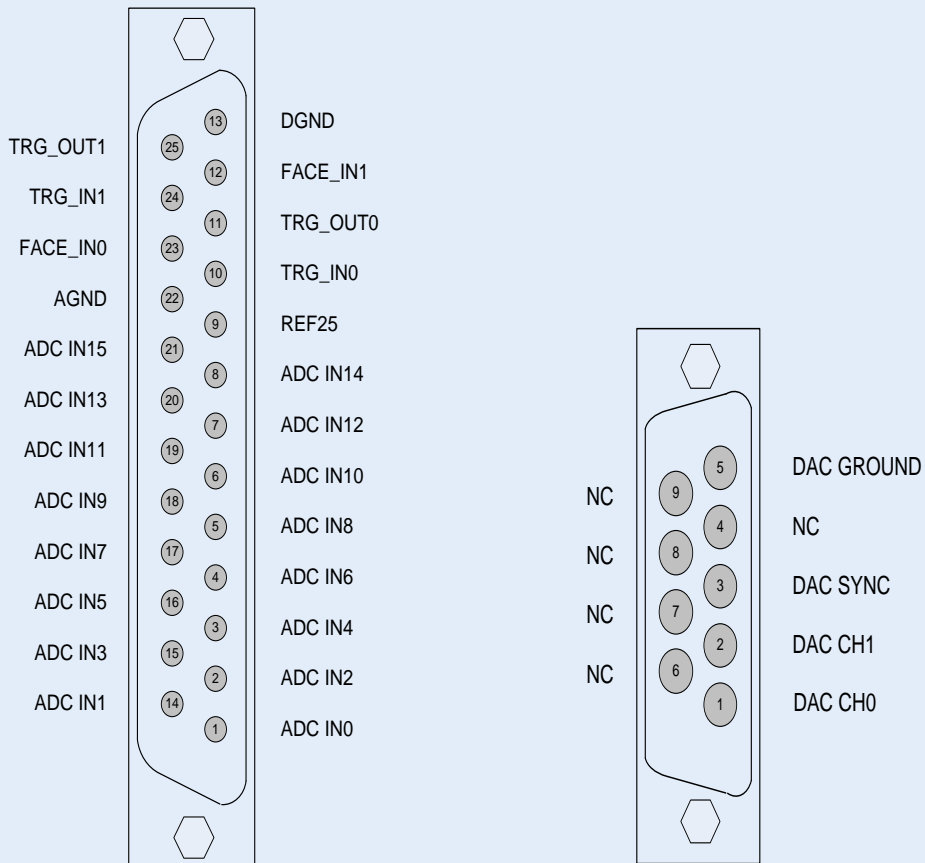 13 DGND
TRG_OUT1 25
12 FACE_IN1
TRG_IN1 24
11 TRG_OUT0
FACE_IN0 23
10 TRG_IN0
AGND 22
9 REF25
ADC IN15 21
8 ADC IN14
ADC IN13 20
7 ADC IN12
ADC IN11 19
6 ADC IN10
ADC IN9 18
5 ADC IN8
ADC IN7 17
4 ADC IN6
ADC IN5 16
3 ADC IN4
ADC IN3 15
2 ADC IN2
ADC IN1 14
1 ADC IN0
5 DAC GROUND
NC 9
4 NC
NC 8
3 DAC SYNC
NC 7
2 DAC CH1
NC 6
1 DAC CH0